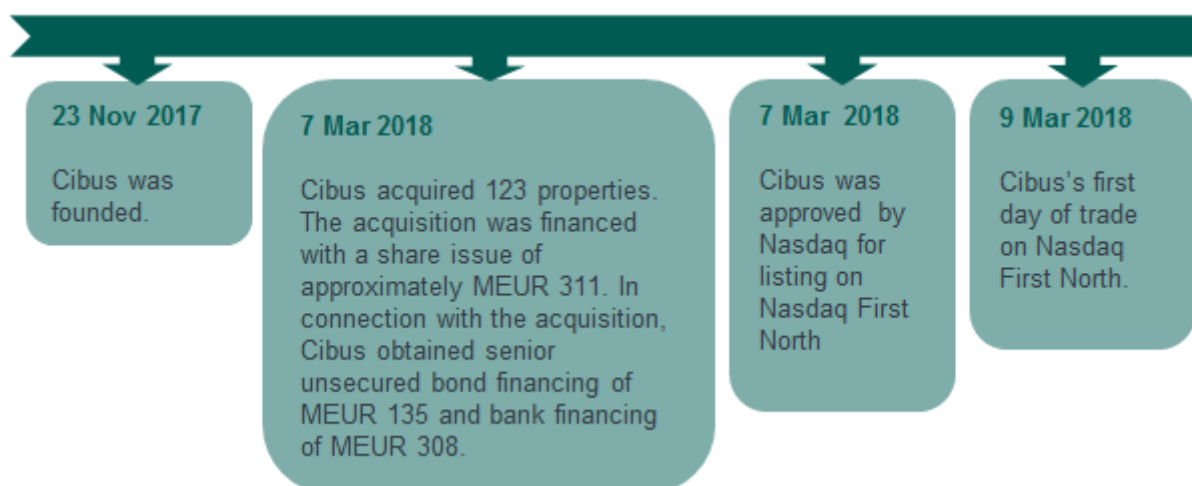 23 Nov 2017
Cibus was
founded.
7 Mar 2018
Cibus acquired 123 properties.
The acquisition was financed
with a share issue of
approximately MEUR 311. In
connection with the acquisition,
Cibus obtained senior
unsecured bond financing of
MEUR 135 and bank financing
of MEUR 308.
7 Mar 2018
Cibus was
approved by
Nasdaq for
listing on
Nasdaq First
North
9 Mar 2018
Cibus's first
day of trade
on Nasdaq
First North.